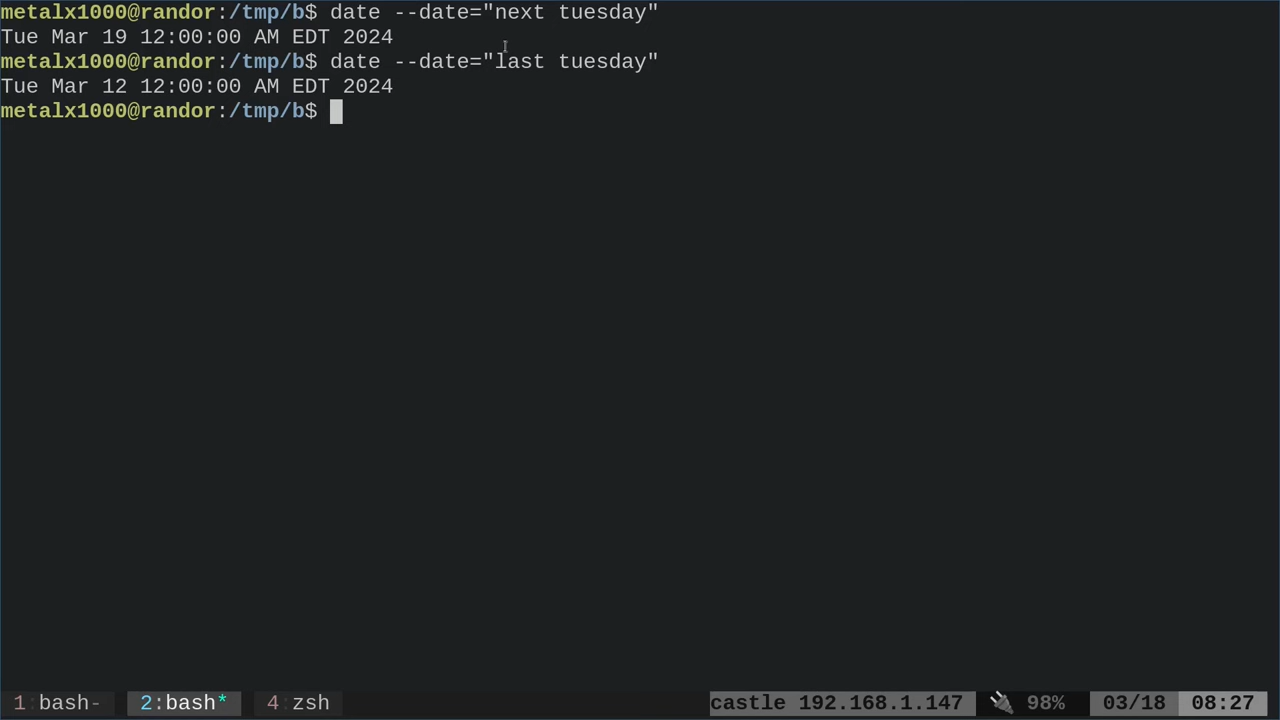 metalx1000@randor:/tmp/b$ date --date="next tuesday"
Tue Mar 19 12:00:00 AM EDT 2024
metalx1000@randor:/tmp/b$ date --date="last tuesday"
Tue Mar 12 12:00:00 AM EDT 2024
metalx1000@randor:/tmp/b$
1:bash- 2:bash* 4:zsh castle 192.168.1.147 🔌 98% 03/18 08:27